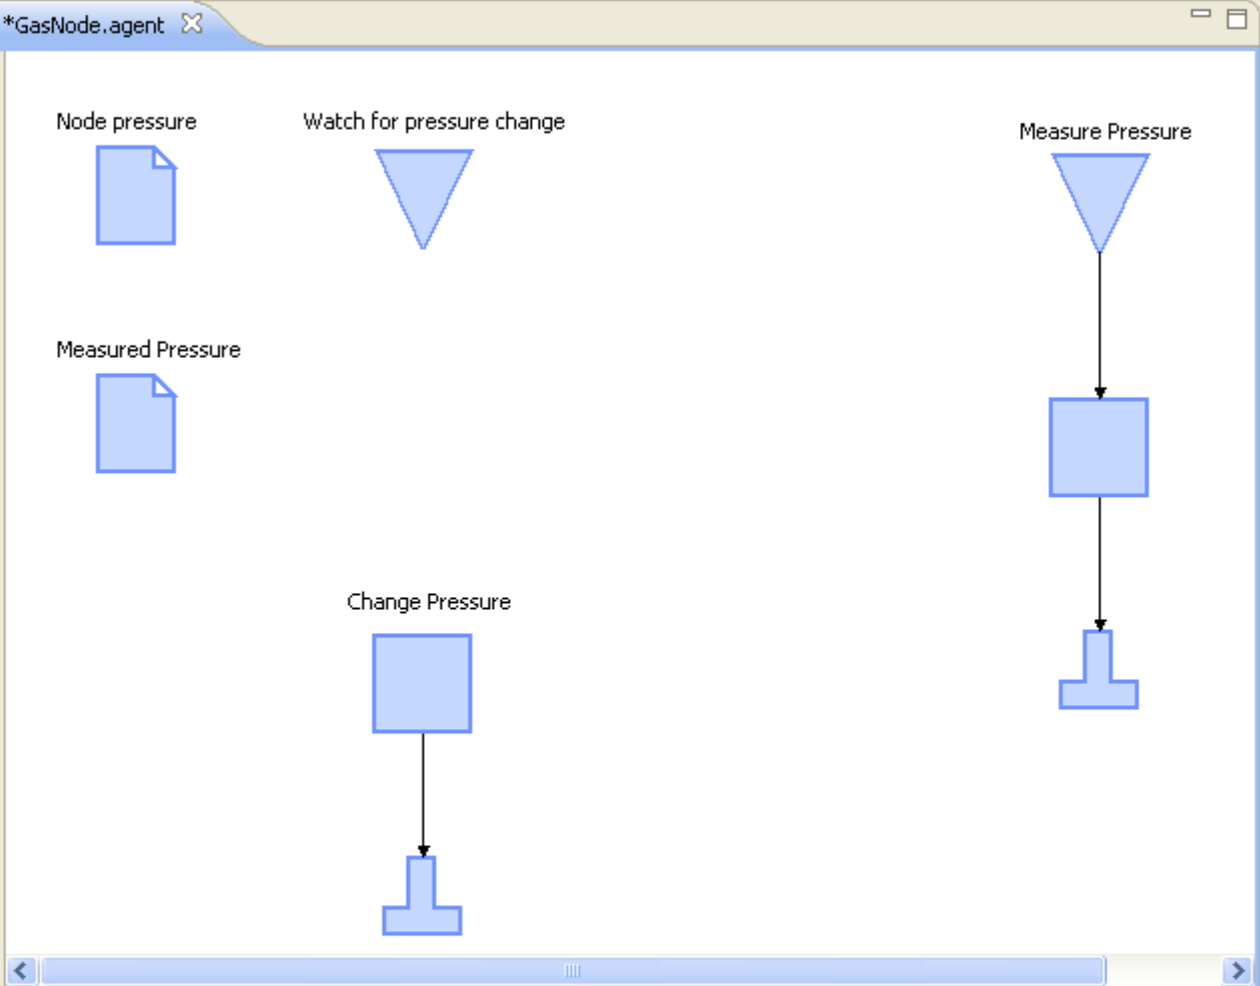 *GasNode.agent
Node pressure
Watch for pressure change
Measure Pressure
Measured Pressure
Change Pressure